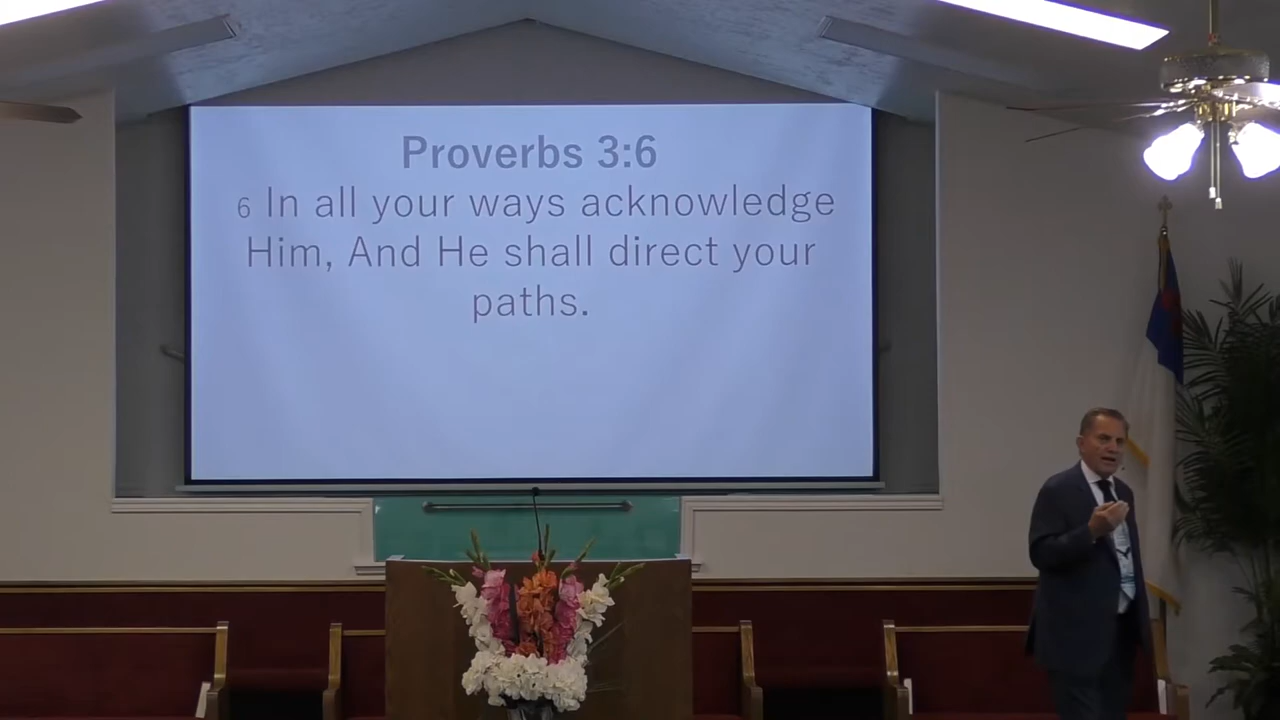 Proverbs 3:6
6 In all your ways acknowledge
Him, And He shall direct your
paths.